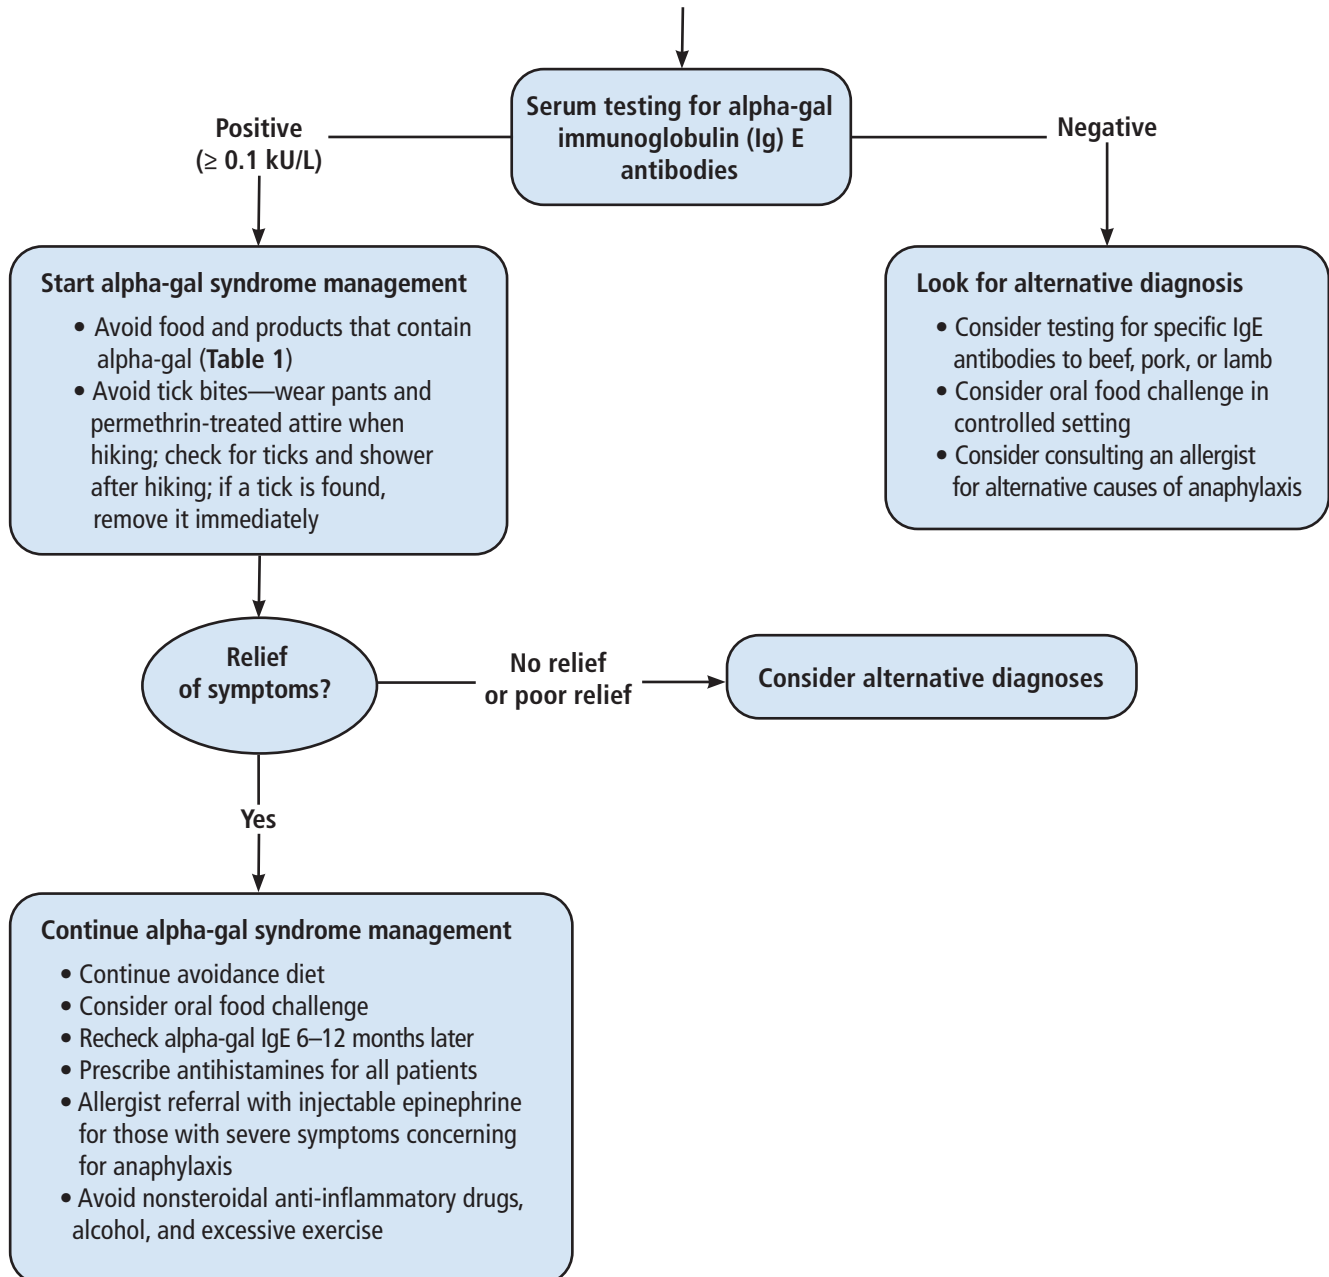 Serum testing for alpha-gal
immunoglobulin (Ig) E
antibodies
Positive
(≥ 0.1 kU/L)
Negative
Start alpha-gal syndrome management
• Avoid food and products that contain
alpha-gal (Table 1)
• Avoid tick bites—wear pants and
permethrin-treated attire when
hiking; check for ticks and shower
after hiking; if a tick is found,
remove it immediately
Look for alternative diagnosis
• Consider testing for specific IgE
antibodies to beef, pork, or lamb
• Consider oral food challenge in
controlled setting
• Consider consulting an allergist
for alternative causes of anaphylaxis
Relief
of symptoms?
No relief
or poor relief
Consider alternative diagnoses
Yes
Continue alpha-gal syndrome management
• Continue avoidance diet
• Consider oral food challenge
• Recheck alpha-gal IgE 6–12 months later
• Prescribe antihistamines for all patients
• Allergist referral with injectable epinephrine
for those with severe symptoms concerning
for anaphylaxis
• Avoid nonsteroidal anti-inflammatory drugs,
alcohol, and excessive exercise